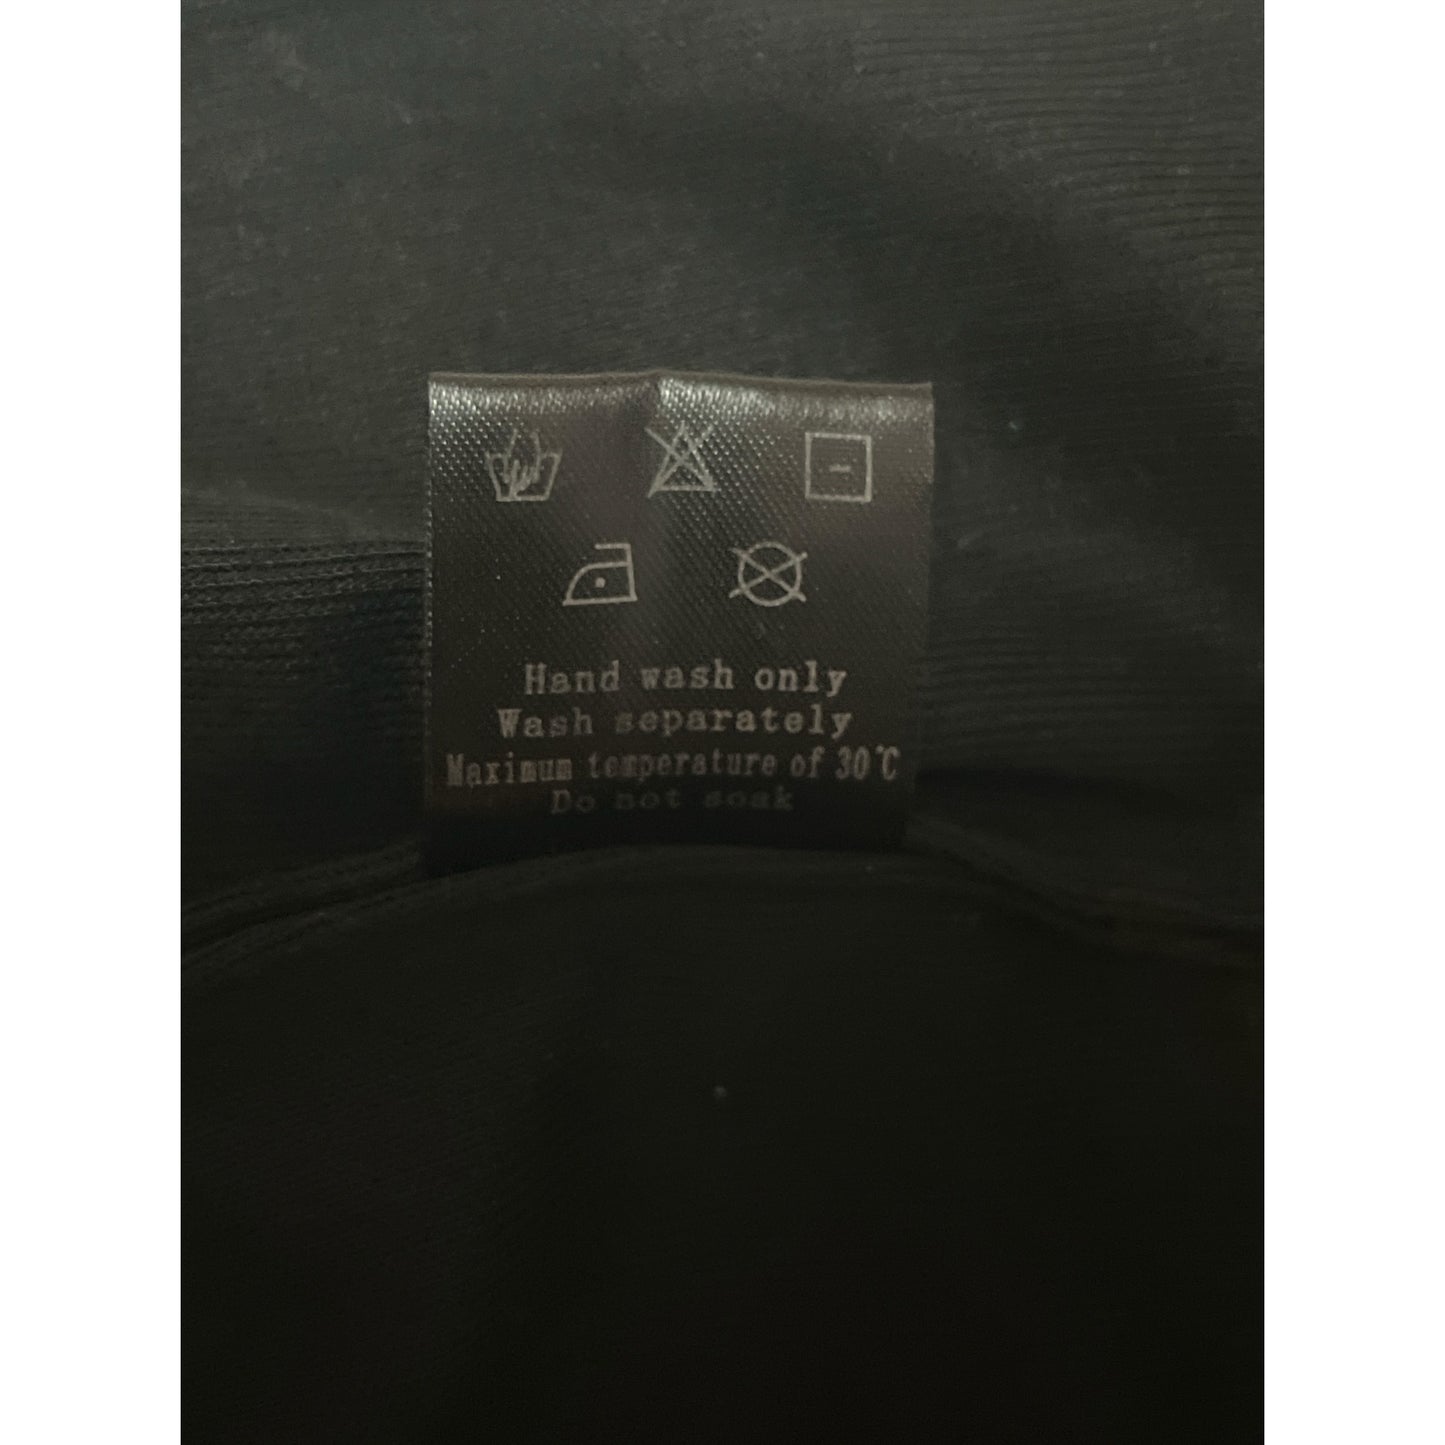 Hand wash only
Wash separately
Maximum temperature of 30℃
Do not soak